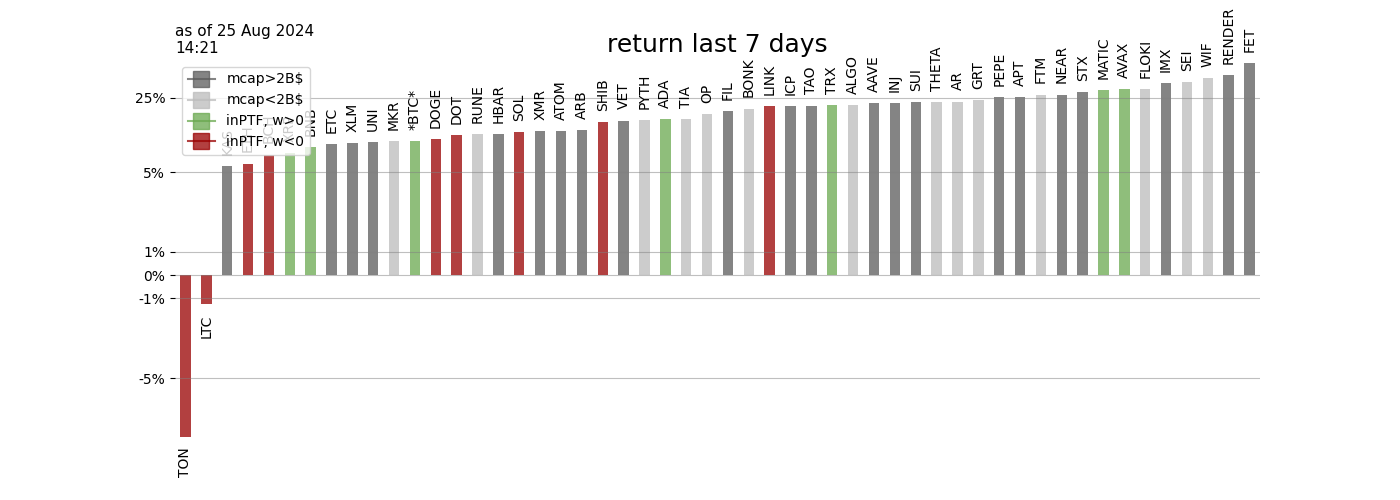 as of 25 Aug 2024
14:21
return last 7 days
mcap>2B$
mcap<2B$
inPTF, w>0
inPTF, w<0
25%
5%
1%
0%
-1%
-5%
TON
LTC
KAS
ETH
BCH
XRP
BNB
ETC
XLM
UNI
MKR
*BTC*
DOGE
DOT
RUNE
HBAR
SOL
XMR
ATOM
ARB
SHIB
VET
PYTH
ADA
TIA
OP
FIL
BONK
LINK
ICP
TAO
TRX
ALGO
AAVE
INJ
SUI
THETA
AR
GRT
PEPE
APT
FTM
NEAR
STX
MATIC
AVAX
FLOKI
IMX
SEI
WIF
RENDER
FET